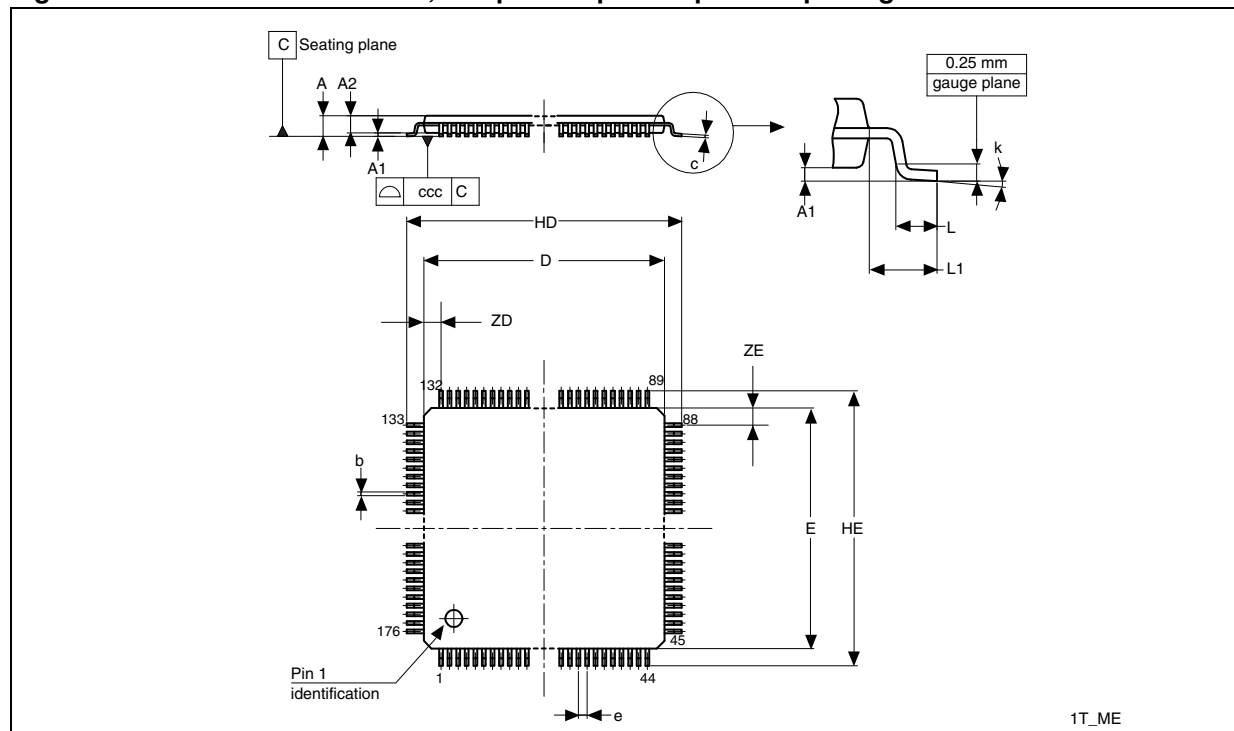 C Seating plane
0.25 mm
gauge plane
A
A2
k
A1
c
ccc C
A1
L
HD
L1
D
ZD
ZE
132
89
133
88
b
E
HE
176
45
Pin 1
identification
1
44
e
1T_ME